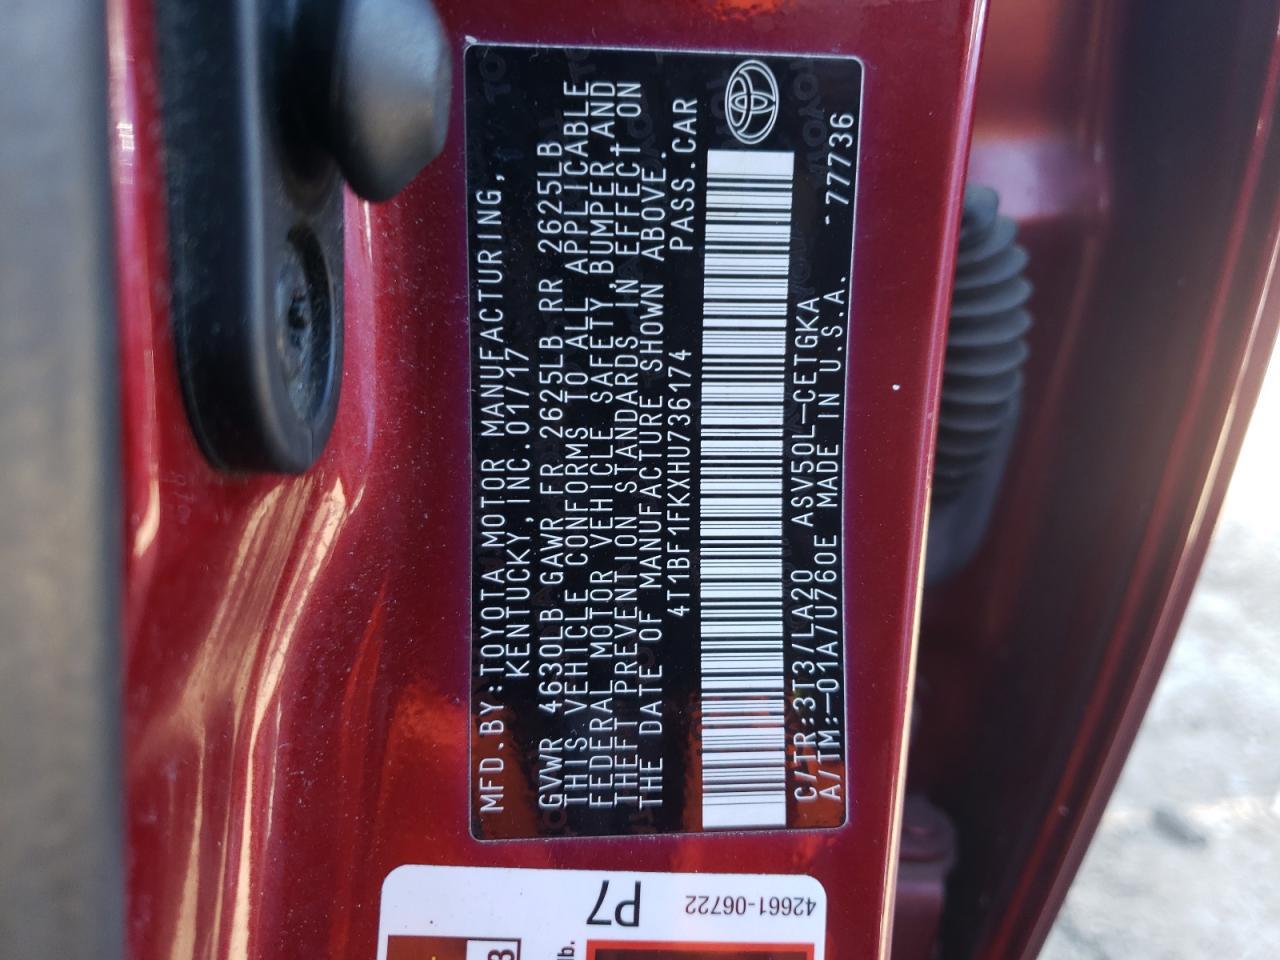 MFD.BY:TOYOTA MOTOR MANUFACTURING,
KENTUCKY, INC. 01/17
GVWR 4630LB GAWR FR 2625LB RR 2625LB
THIS VEHICLE CONFORMS TO ALL APPLICABLE
FEDERAL MOTOR VEHICLE SAFETY, BUMPER, AND
THEFT PREVENTION STANDARDS IN EFFECT ON
THE DATE OF MANUFACTURE SHOWN ABOVE.
4T1BF1FKXHU736174 PASS.CAR
C/TR:3T3/LA20 ASV50L-CETGKA
A/TM:-01A/U760E MADE IN U.S.A. -77736
P7
42661-06722
lb.